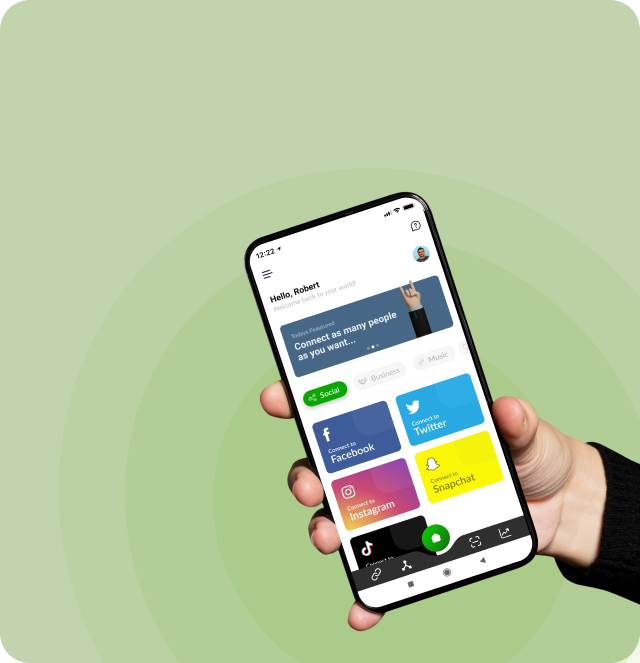 12:22
Hello, Robert
Welcome back to your world!
Todays Feautured
Connect as many people
as you want...
Social
Business
Music
Connect to
Facebook
Connect to
Twitter
Connect to
Instagram
Connect to
Snapchat
Connect to